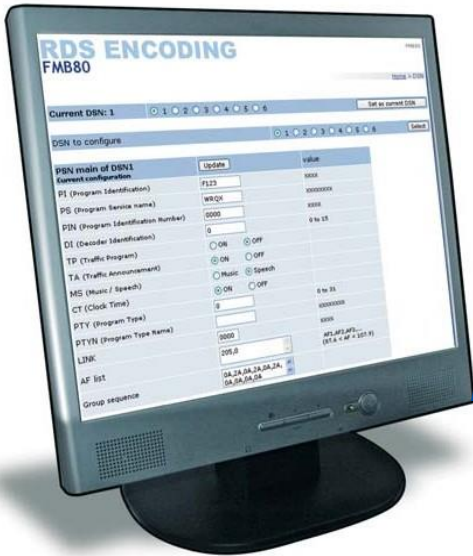 RDS ENCODING
FMB80
FMB80
Home > DSN
Current DSN: 1 1 2 3 4 5 6 Set as current DSN
DSN to configure 1 2 3 4 5 6 Select
PSN main of DSN1
Current configuration Update value
PI (Program Identification) F123 XXXX
PS (Program Service name) WRQX XXXXXXXX
PIN (Program Identification Number) 0000 XXXX
DI (Decoder Identification) 0 0 to 15
TP (Traffic Program) ON OFF
TA (Traffic Announcement) ON OFF
MS (Music / Speech) Music Speech
CT (Clock Time) ON OFF
PTY (Program Type) 0 0 to 31
PTYN (Program Type Name) XXXXXXXX
LINK 0000 XXXX
AF list 205,0 AF1,AF2,AF3,...
(87.6 < AF < 107.9)
Group sequence 0A,2A,0A,2A,0A,2A,
0A,0A,0A,0A